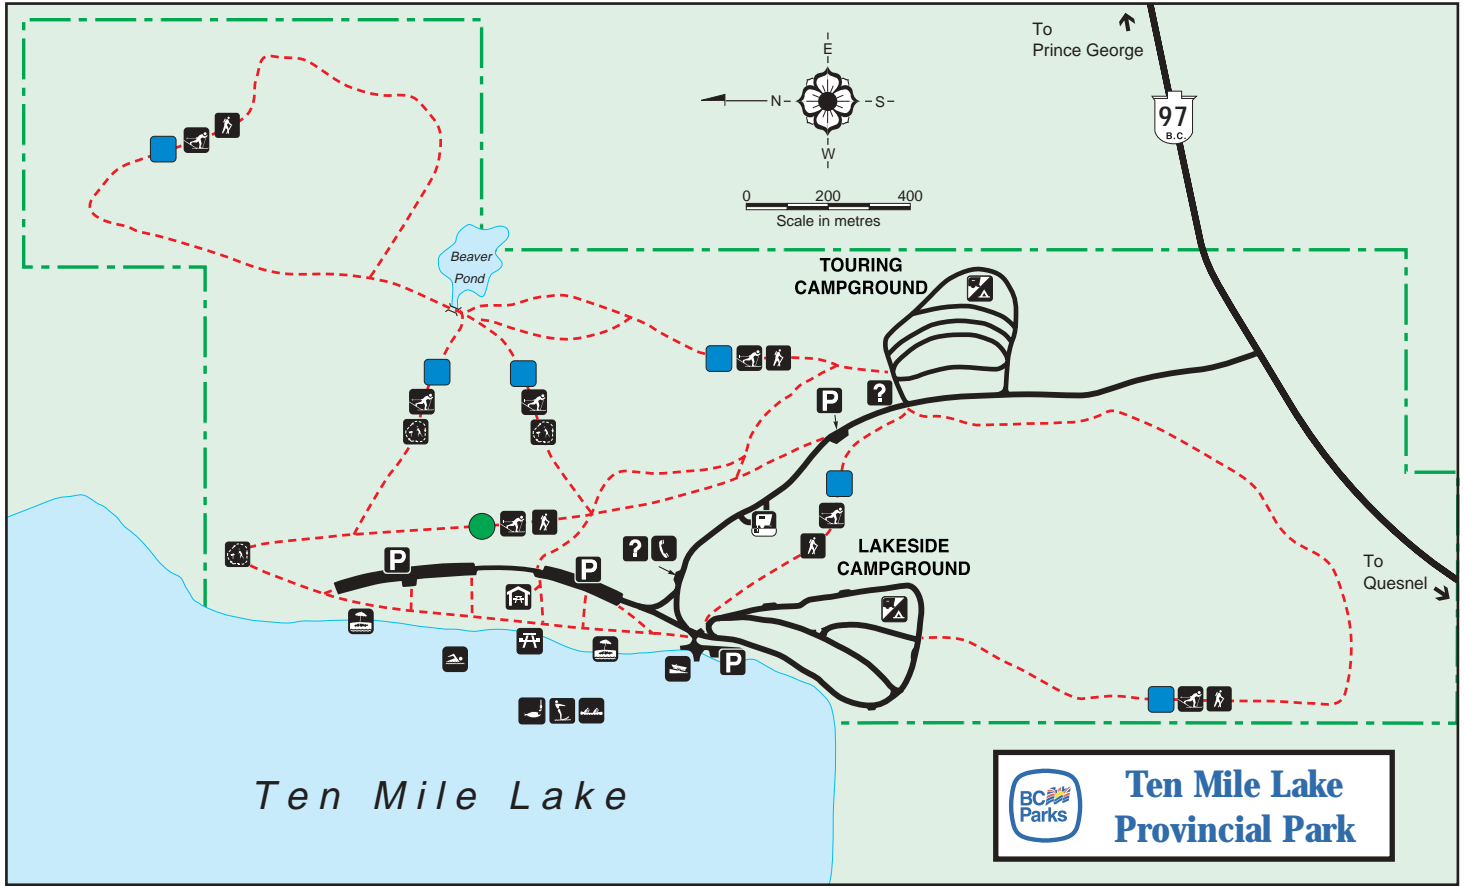 To
Prince George
97
B.C.
E
N
S
W
0 200 400
Scale in metres
Beaver
Pond
TOURING
CAMPGROUND
P
?
P
?
P
LAKESIDE
CAMPGROUND
To
Quesnel
P
Ten Mile Lake
BC
Parks
Ten Mile Lake
Provincial Park